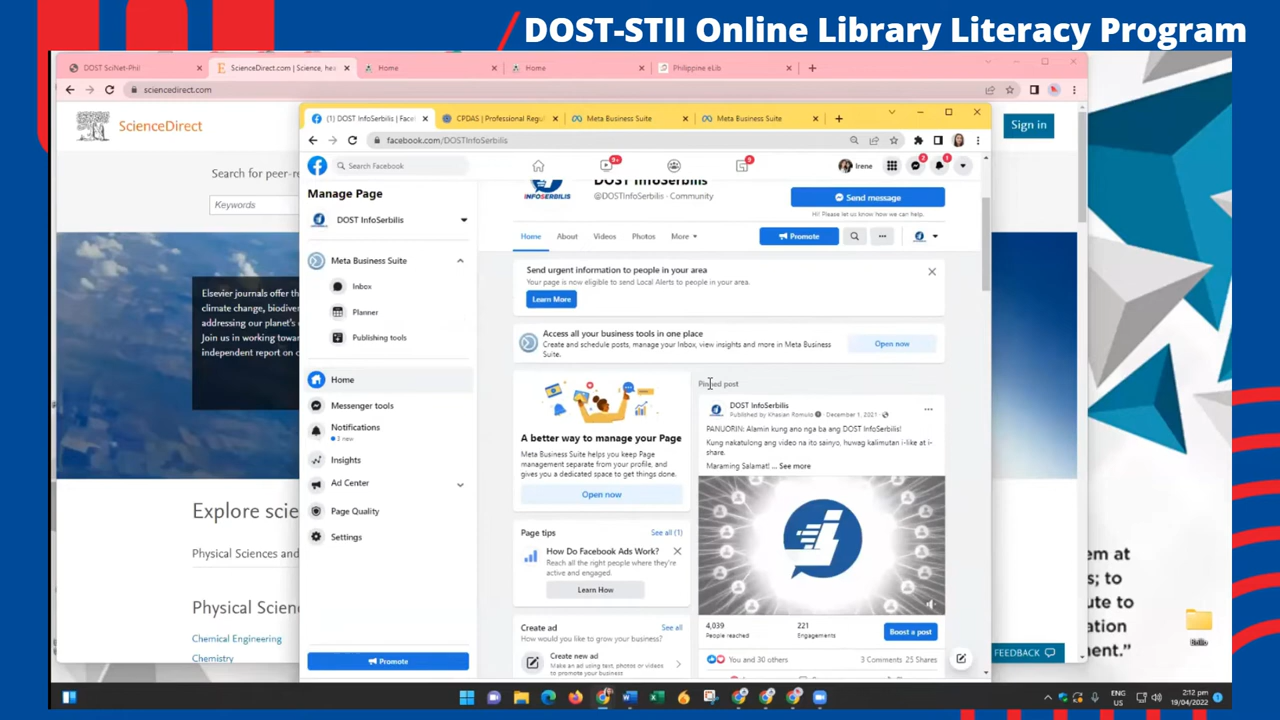 DOST-STII Online Library Literacy Program
DOST SciNet-Phil
ScienceDirect.com | Science, hea
Home
Home
Philippine eLib
sciencedirect.com
ScienceDirect
Sign in
Search for peer-re
Keywords
Elsevier journals offer th
climate change, biodiver
addressing our planet's
Join us in working towar
independent report on c
Explore scie
Physical Sciences and
Physical Scienc
Chemical Engineering
Chemistry
FEEDBACK
(1) DOST InfoSerbilis | Face
CPDAS | Professional Regul
Meta Business Suite
Meta Business Suite
facebook.com/DOSTInfoSerbilis
Search Facebook
9+
9
Irene
2
1
Manage Page
DOST InfoSerbilis
Meta Business Suite
Inbox
Planner
Publishing tools
Home
Messenger tools
Notifications
3 new
Insights
Ad Center
Page Quality
Settings
Promote
INFOSERBILIS
DOST InfoSerbilis
@DOSTInfoSerbilis · Community
Send message
Hi! Please let us know how we can help.
Home
About
Videos
Photos
More
Promote
Send urgent information to people in your area
Your page is now eligible to send Local Alerts to people in your area.
Learn More
Access all your business tools in one place
Create and schedule posts, manage your Inbox, view insights and more in Meta Business
Suite.
Open now
A better way to manage your Page
Meta Business Suite helps you keep Page
management separate from your profile, and
gives you a dedicated space to get things done.
Open now
Page tips
See all (1)
How Do Facebook Ads Work?
Reach all the right people where they're
active and engaged.
Learn How
Create ad
See all
How would you like to grow your business?
Create new ad
Make an ad using text, photos or videos
to promote your business
Pinned post
DOST InfoSerbilis
Published by Khasian Romulo · December 1, 2021 ·
PANUORIN: Alamin kung ano nga ba ang DOST InfoSerbilis!
Kung nakatulong ang video na ito sainyo, huwag kalimutan i-like at i-
share.
Maraming Salamat! ... See more
4,039
People reached
221
Engagements
Boost a post
You and 30 others
3 Comments 25 Shares
em at
s; to
ute to
ation
ment."
ENG
US
2:12 pm
19/04/2022
1